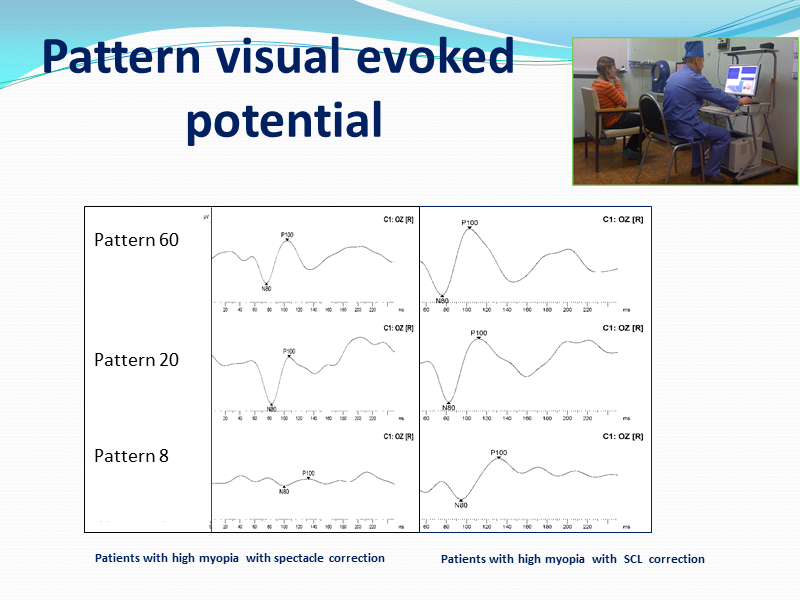 Pattern visual evoked
potential
Pattern 60
µV
C1: OZ [R]
P100
N80
20 40 60 80 100 120 140 160 180 200 220 ms
C1: OZ [R]
P100
N80
60 80 100 120 140 160 180 200 220 ms
Pattern 20
C1: OZ [R]
P100
N80
20 40 60 80 100 120 140 160 180 200 220 ms
C1: OZ [R]
P100
N80
60 80 100 120 140 160 180 200 220 ms
Pattern 8
C1: OZ [R]
P100
N80
0 20 40 60 80 100 120 140 160 180 200 220 ms
C1: OZ [R]
P100
N80
60 80 100 120 140 160 180 200 220 ms
Patients with high myopia with spectacle correction
Patients with high myopia with SCL correction